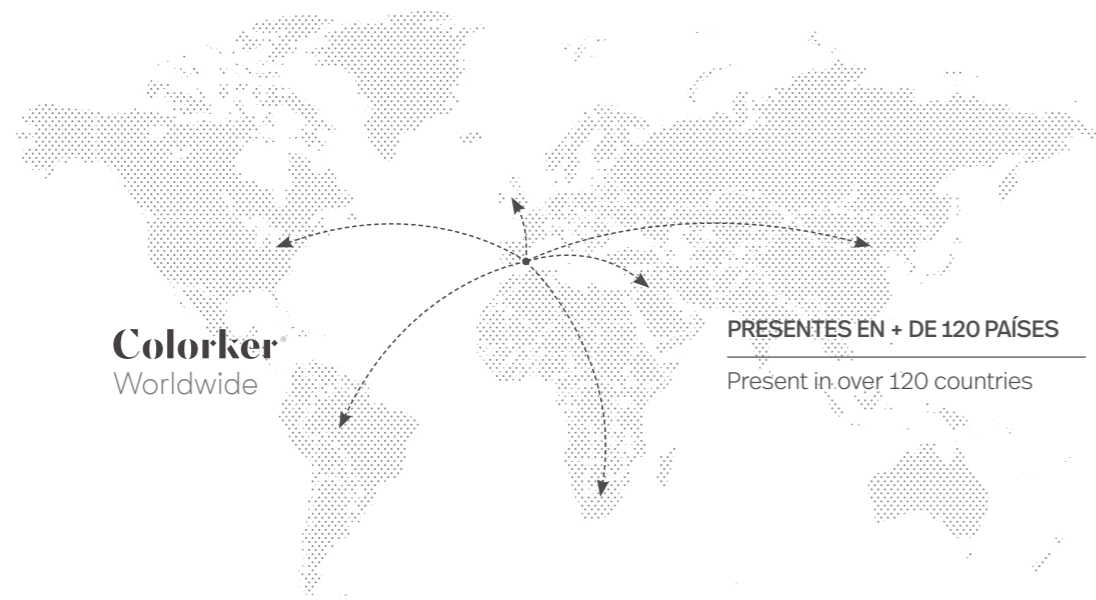 Colorker®
Worldwide
PRESENTES EN + DE 120 PAÍSES
Present in over 120 countries